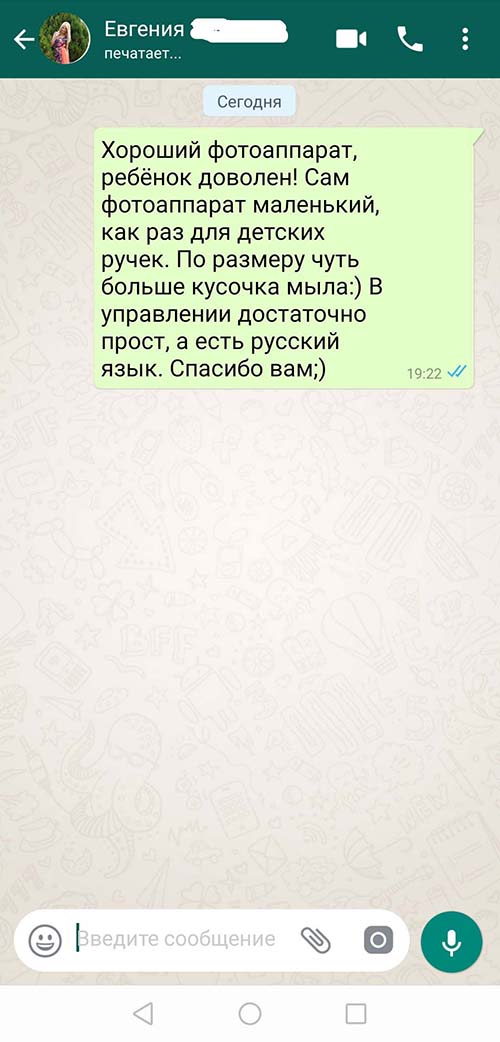 Евгения
печатает...
Сегодня
Хороший фотоаппарат,
ребёнок доволен! Сам
фотоаппарат маленький,
как раз для детских
ручек. По размеру чуть
больше кусочка мыла:) В
управлении достаточно
прост, а есть русский
язык. Спасибо вам;)
19:22
Введите сообщение